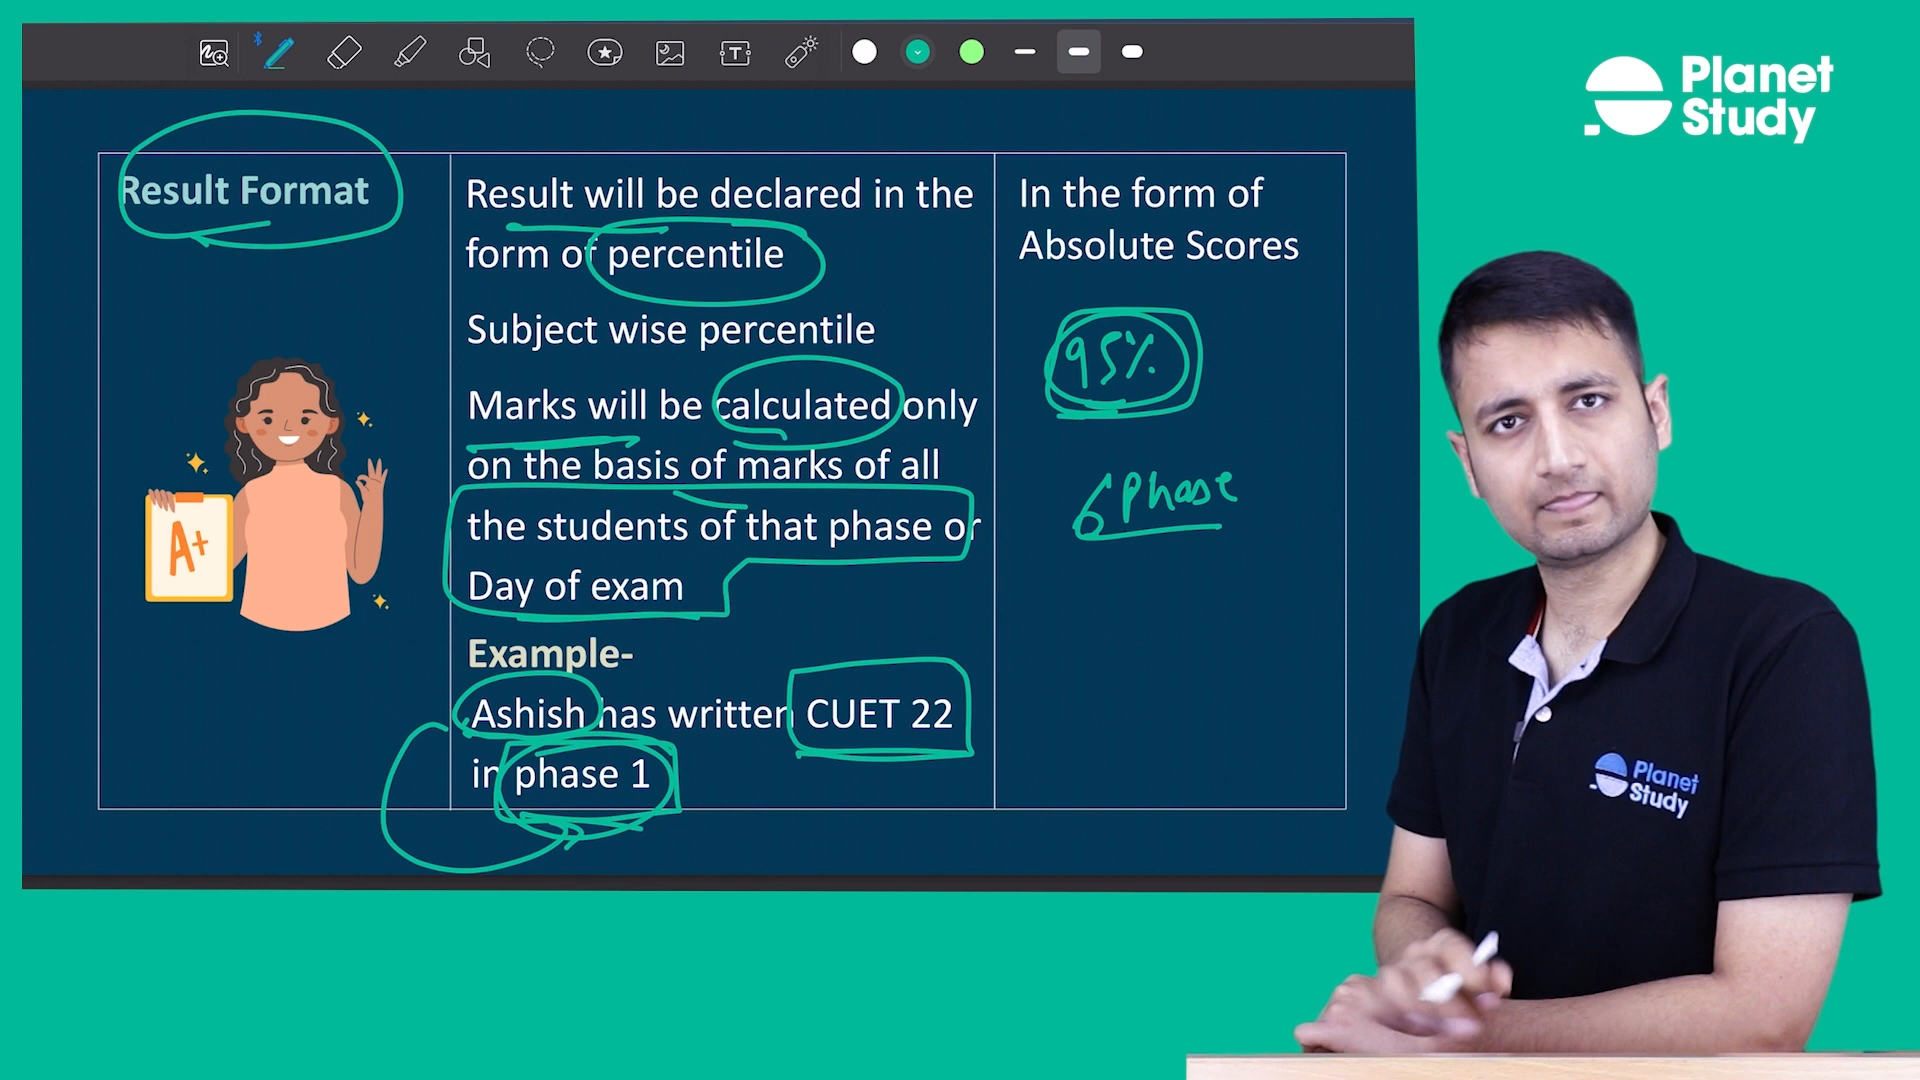 Planet
Study
Result Format
Result will be declared in the
form of percentile
Subject wise percentile
Marks will be calculated only
on the basis of marks of all
the students of that phase or
Day of exam
Example-
Ashish has written CUET 22
in phase 1
In the form of
Absolute Scores
95%
6 Phase
A+
T
Planet
Study